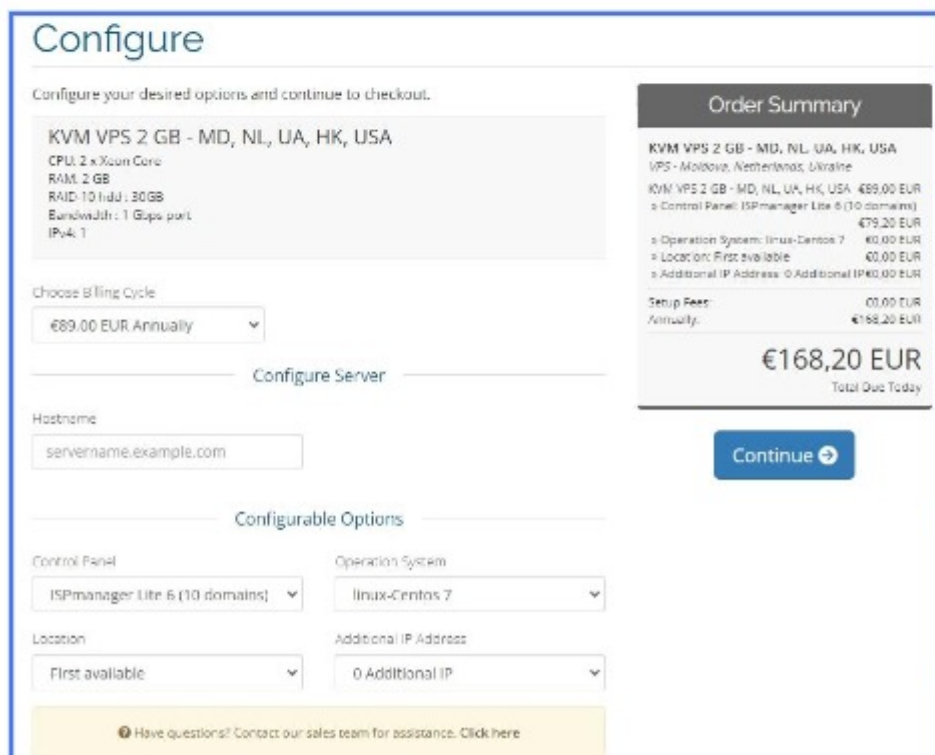 Configure
Configure your desired options and continue to checkout.
KVM VPS 2 GB - MD, NL, UA, HK, USA
CPU: 2 x Xeon Core
RAM: 2 GB
RAID-10 hdd : 30GB
Bandwidth : 1 Gbps port
IPv4: 1
Choose Billing Cycle
€89.00 EUR Annually
Configure Server
Hostname
servername.example.com
Configurable Options
Control Panel
Operation System
ISPmanager Lite 6 (10 domains)
linux-Centos 7
Location
Additional IP Address
First available
0 Additional IP
Have questions? Contact our sales team for assistance. Click here
Order Summary
KVM VPS 2 GB - MD, NL, UA, HK, USA
VPS - Moldova, Netherlands, Ukraine
KVM VPS 2 GB - MD, NL, UA, HK, USA €89,00 EUR
» Control Panel: ISPmanager Lite 6 (10 domains)
€79,20 EUR
» Operation System: linux-Centos 7 €0,00 EUR
» Location: First available €0,00 EUR
» Additional IP Address: 0 Additional IP €0,00 EUR
Setup Fees: €0,00 EUR
Annually: €168,20 EUR
€168,20 EUR
Total Due Today
Continue